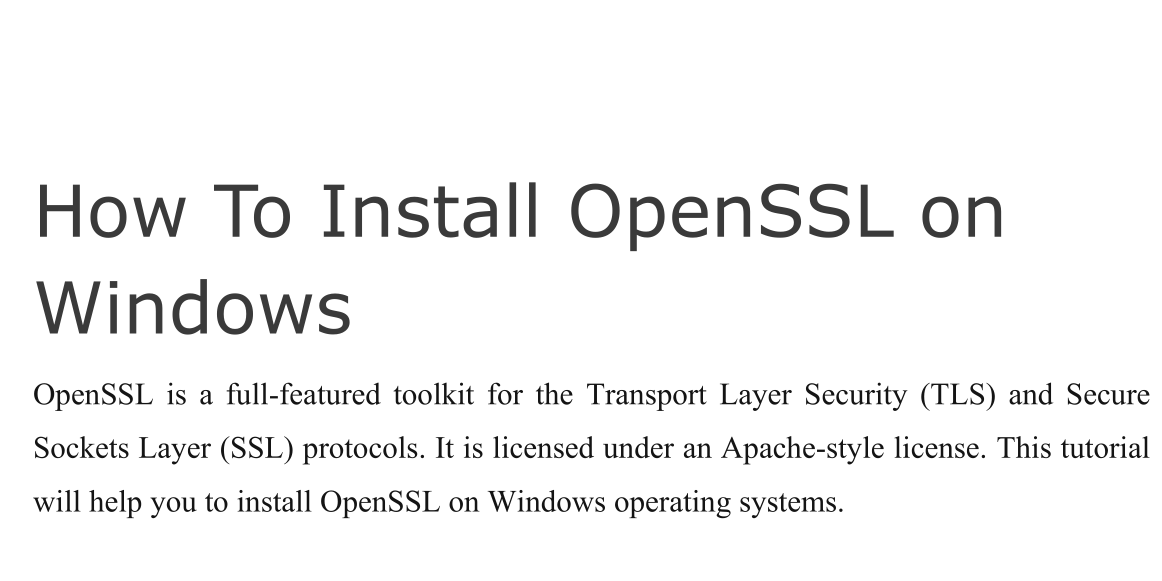 How To Install OpenSSL on
Windows
OpenSSL is a full-featured toolkit for the Transport Layer Security (TLS) and Secure
Sockets Layer (SSL) protocols. It is licensed under an Apache-style license. This tutorial
will help you to install OpenSSL on Windows operating systems.